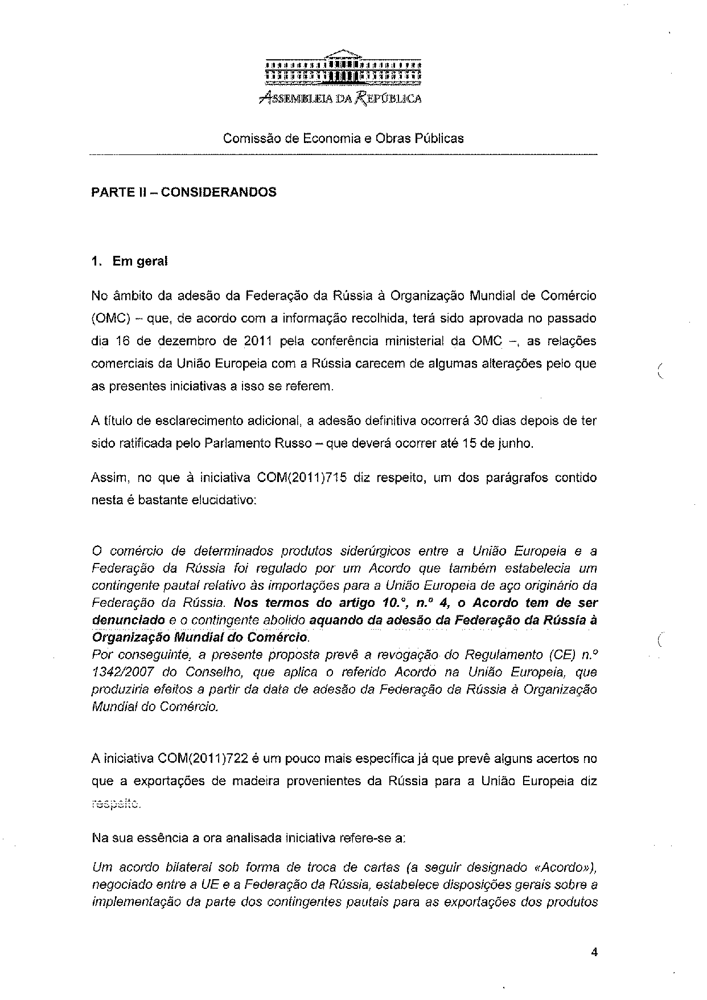 ASSEMBLEIA DA REPÚBLICA
Comissão de Economia e Obras Públicas
PARTE II – CONSIDERANDOS
1. Em geral
No âmbito da adesão da Federação da Rússia à Organização Mundial de Comércio
(OMC) – que, de acordo com a informação recolhida, terá sido aprovada no passado
dia 16 de dezembro de 2011 pela conferência ministerial da OMC –, as relações
comerciais da União Europeia com a Rússia carecem de algumas alterações pelo que
as presentes iniciativas a isso se referem.
A título de esclarecimento adicional, a adesão definitiva ocorrerá 30 dias depois de ter
sido ratificada pelo Parlamento Russo – que deverá ocorrer até 15 de junho.
Assim, no que à iniciativa COM(2011)715 diz respeito, um dos parágrafos contido
nesta é bastante elucidativo:
O comércio de determinados produtos siderúrgicos entre a União Europeia e a
Federação da Rússia foi regulado por um Acordo que também estabelecia um
contingente pautal relativo às importações para a União Europeia de aço originário da
Federação da Rússia. Nos termos do artigo 10.º, n.º 4, o Acordo tem de ser
denunciado e o contingente abolido aquando da adesão da Federação da Rússia à
Organização Mundial do Comércio.
Por conseguinte, a presente proposta prevê a revogação do Regulamento (CE) n.º
1342/2007 do Conselho, que aplica o referido Acordo na União Europeia, que
produziria efeitos a partir da data de adesão da Federação da Rússia à Organização
Mundial do Comércio.
A iniciativa COM(2011)722 é um pouco mais específica já que prevê alguns acertos no
que a exportações de madeira provenientes da Rússia para a União Europeia diz
respeito.
Na sua essência a ora analisada iniciativa refere-se a:
Um acordo bilateral sob forma de troca de cartas (a seguir designado «Acordo»),
negociado entre a UE e a Federação da Rússia, estabelece disposições gerais sobre a
implementação da parte dos contingentes pautais para as exportações dos produtos
4